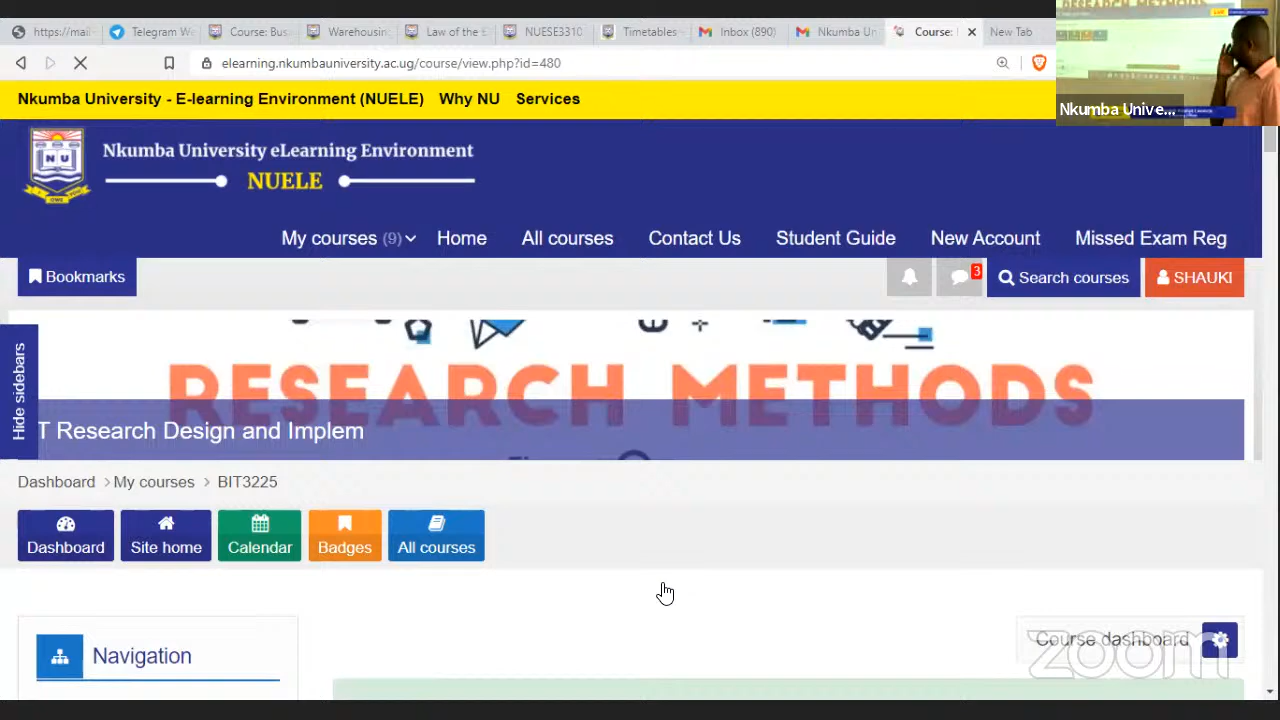 https://mail
Telegram We
Course: Bus
Warehousin
Law of the E
NUESE3310
Timetables
Inbox (890)
Nkumba Un
Course:
New Tab
elearning.nkumbauniversity.ac.ug/course/view.php?id=480
RESEARCH METHODS
Nkumba Unive...
Nkumba University - E-learning Environment (NUELE) Why NU Services
NU
Nkumba University eLearning Environment
NUELE
My courses (9) Home All courses Contact Us Student Guide New Account Missed Exam Reg
Bookmarks
3
Search courses
SHAUKI
Hide sidebars
RESEARCH METHODS
T Research Design and Implem
Dashboard > My courses > BIT3225
Dashboard
Site home
Calendar
Badges
All courses
Navigation
Course dashboard
zoom